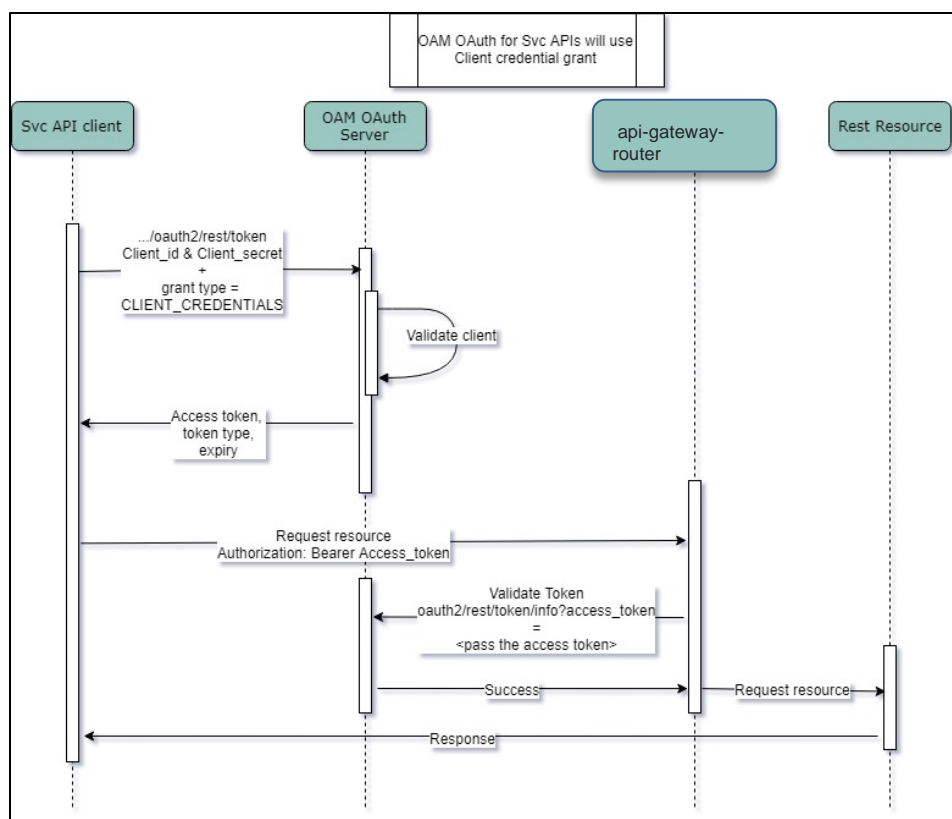 OAM OAuth for Svc APIs will use
Client credential grant
Svc API client
OAM OAuth
Server
api-gateway-
router
Rest Resource
.../oauth2/rest/token
Client_id & Client_secret
+
grant type =
CLIENT_CREDENTIALS
Validate client
Access token,
token type,
expiry
Request resource
Authorization: Bearer Access_token
Validate Token
oauth2/rest/token/info?access_token
=
<pass the access token>
Success
Request resource
Response